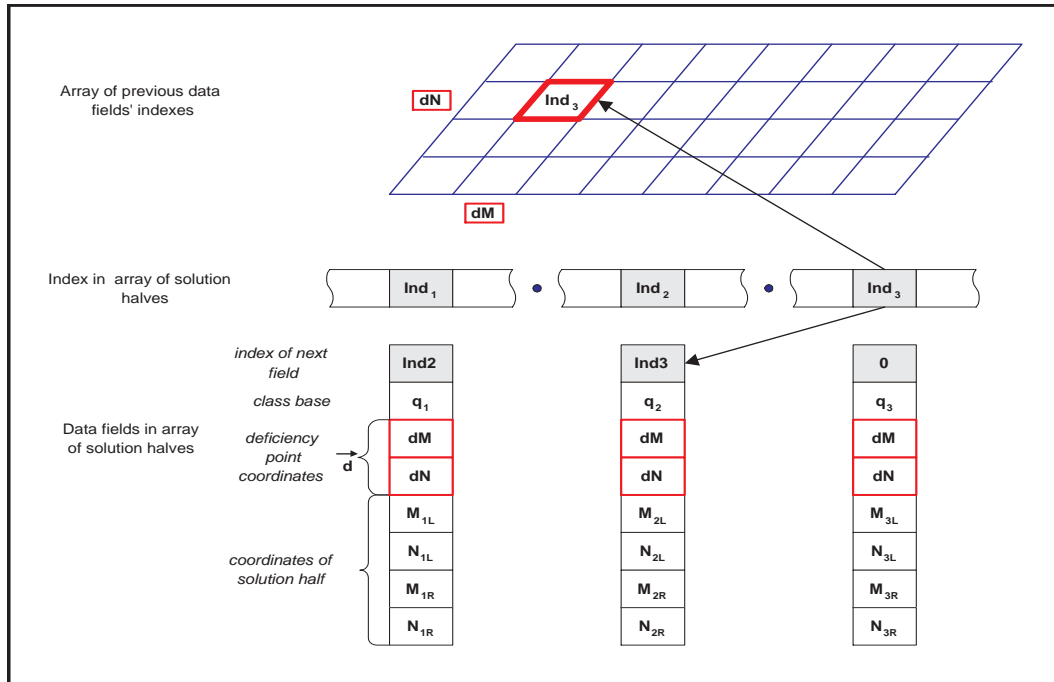 Array of previous data
fields' indexes
dN
Ind3
dM
Index in array of solution
halves
Ind1
Ind2
Ind3
index of next
field
Ind2
Ind3
0
class base
q1
q2
q3
Data fields in array
of solution halves
deficiency
point
coordinates
d
dM
dM
dM
dN
dN
dN
coordinates of
solution half
M1L
M2L
M3L
N1L
N2L
N3L
M1R
M2R
M3R
N1R
N2R
N3R